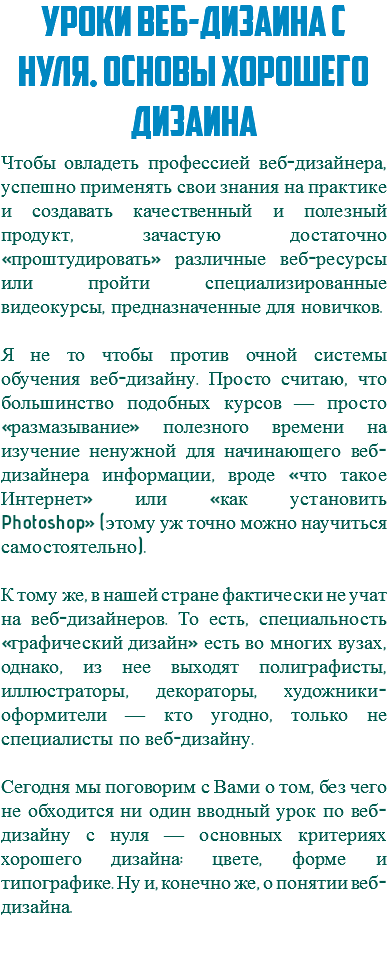 УРОКИ ВЕБ-ДИЗАИНА С
НУЛЯ. ОСНОВЫ ХОРОШЕГО
ДИЗАИНА
Чтобы овладеть профессией веб-дизайнера,
успешно применять свои знания на практике
и создавать качественный и полезный
продукт, зачастую достаточно
«проштудировать» различные веб-ресурсы
или пройти специализированные
видеокурсы, предназначенные для новичков.
Я не то чтобы против очной системы
обучения веб-дизайну. Просто считаю, что
большинство подобных курсов — просто
«размазывание» полезного времени на
изучение ненужной для начинающего веб-
дизайнера информации, вроде «что такое
Интернет» или «как установить
Photoshop» (этому уж точно можно научиться
самостоятельно).
К тому же, в нашей стране фактически не учат
на веб-дизайнеров. То есть, специальность
«графический дизайн» есть во многих вузах,
однако, из нее выходят полиграфисты,
иллюстраторы, декораторы, художники-
оформители — кто угодно, только не
специалисты по веб-дизайну.
Сегодня мы поговорим с Вами о том, без чего
не обходится ни один вводный урок по веб-
дизайну с нуля — основных критериях
хорошего дизайна: цвете, форме и
типографике. Ну и, конечно же, о понятии веб-
дизайна.